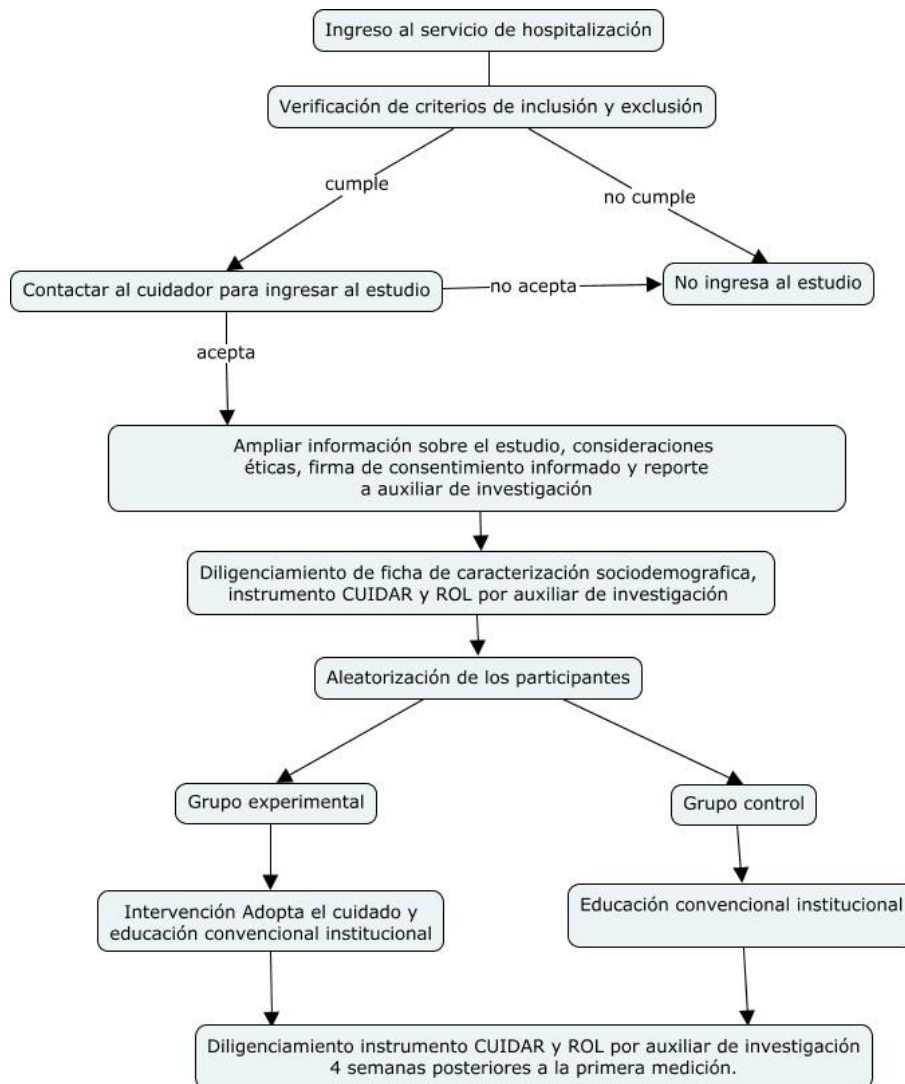 Ingreso al servicio de hospitalización
Verificación de criterios de inclusión y exclusión
cumple
no cumple
Contactar al cuidador para ingresar al estudio
no acepta
No ingresa al estudio
acepta
Ampliar información sobre el estudio, consideraciones
éticas, firma de consentimiento informado y reporte
a auxiliar de investigación
Diligenciamiento de ficha de caracterización sociodemografica,
instrumento CUIDAR y ROL por auxiliar de investigación
Aleatorización de los participantes
Grupo experimental
Grupo control
Intervención Adopta el cuidado y
educación convencional institucional
Educación convencional institucional
Diligenciamiento instrumento CUIDAR y ROL por auxiliar de investigación
4 semanas posteriores a la primera medición.